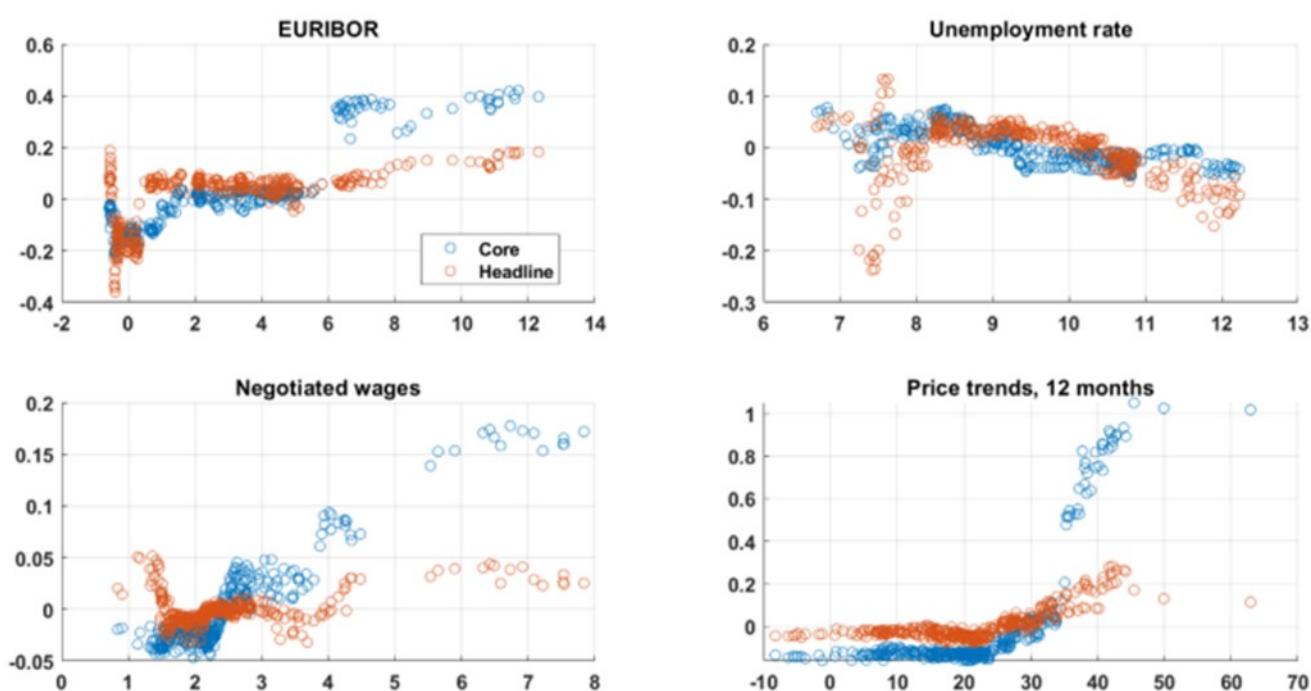 EURIBOR
0.6
0.4
0.2
0
-0.2
-0.4
-2 0 2 4 6 8 10 12 14
Core
Headline
Unemployment rate
0.2
0.1
0
-0.1
-0.2
-0.3
6 7 8 9 10 11 12 13
Negotiated wages
0.2
0.15
0.1
0.05
0
-0.05
0 1 2 3 4 5 6 7 8
Price trends, 12 months
1
0.8
0.6
0.4
0.2
0
-10 0 10 20 30 40 50 60 70